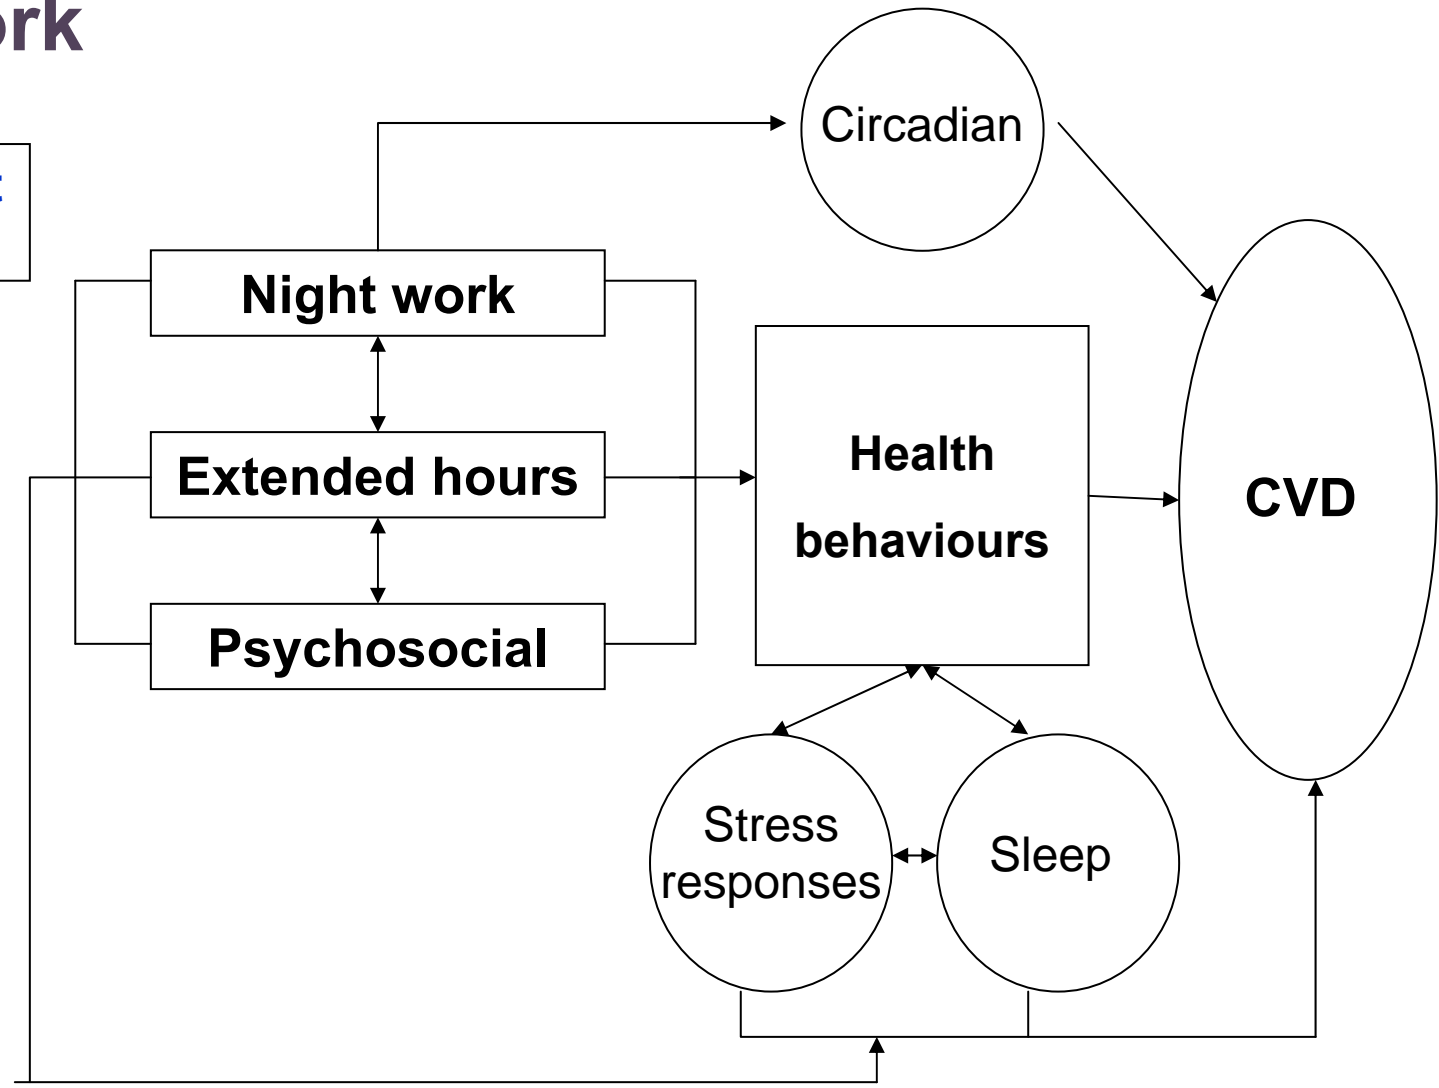 ork
Circadian
Night work
Extended hours
Psychosocial
Health
behaviours
CVD
Stress
responses
Sleep